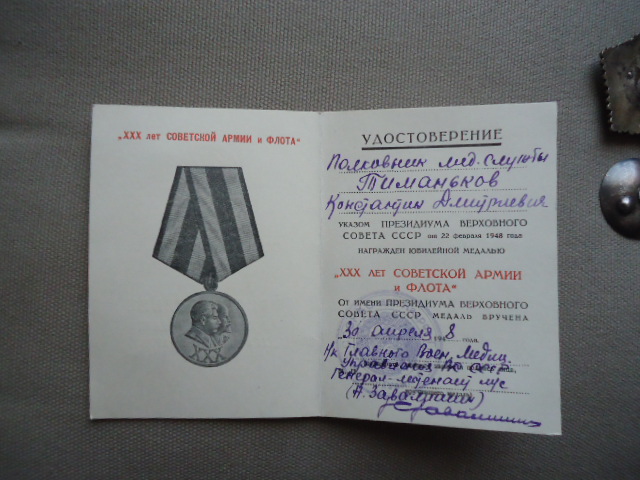 „XXX лет СОВЕТСКОЙ АРМИИ и ФЛОТА“
XXX
УДОСТОВЕРЕНИЕ
Полковник мед. службы
Тиманьков
Константин Дмитриевич
УКАЗОМ ПРЕЗИДИУМА ВЕРХОВНОГО
СОВЕТА СССР от 22 февраля 1948 года
НАГРАЖДЕН ЮБИЛЕЙНОЙ МЕДАЛЬЮ
„XXX ЛЕТ СОВЕТСКОЙ АРМИИ
и ФЛОТА“
От ИМЕНИ ПРЕЗИДИУМА ВЕРХОВНОГО
СОВЕТА СССР МЕДАЛЬ ВРУЧЕНА
30 апреля 1948 года.
Главного Воен. Медиц.
Управления
Генерал-лейтенант м/с